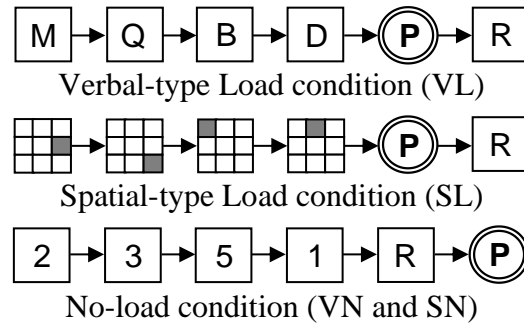 M Q B D P R
Verbal-type Load condition (VL)
P R
Spatial-type Load condition (SL)
2 3 5 1 R P
No-load condition (VN and SN)